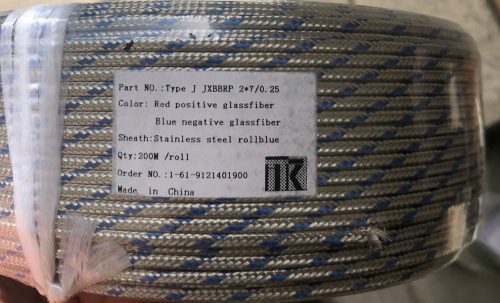 Part NO.:Type J JXBBRP 2*7/0.25
Color: Red positive glassfiber
Blue negative glassfiber
Sheath:Stainless steel rollblue
Qty:200M /roll
Order NO.:1-61-9121401900
Made in China